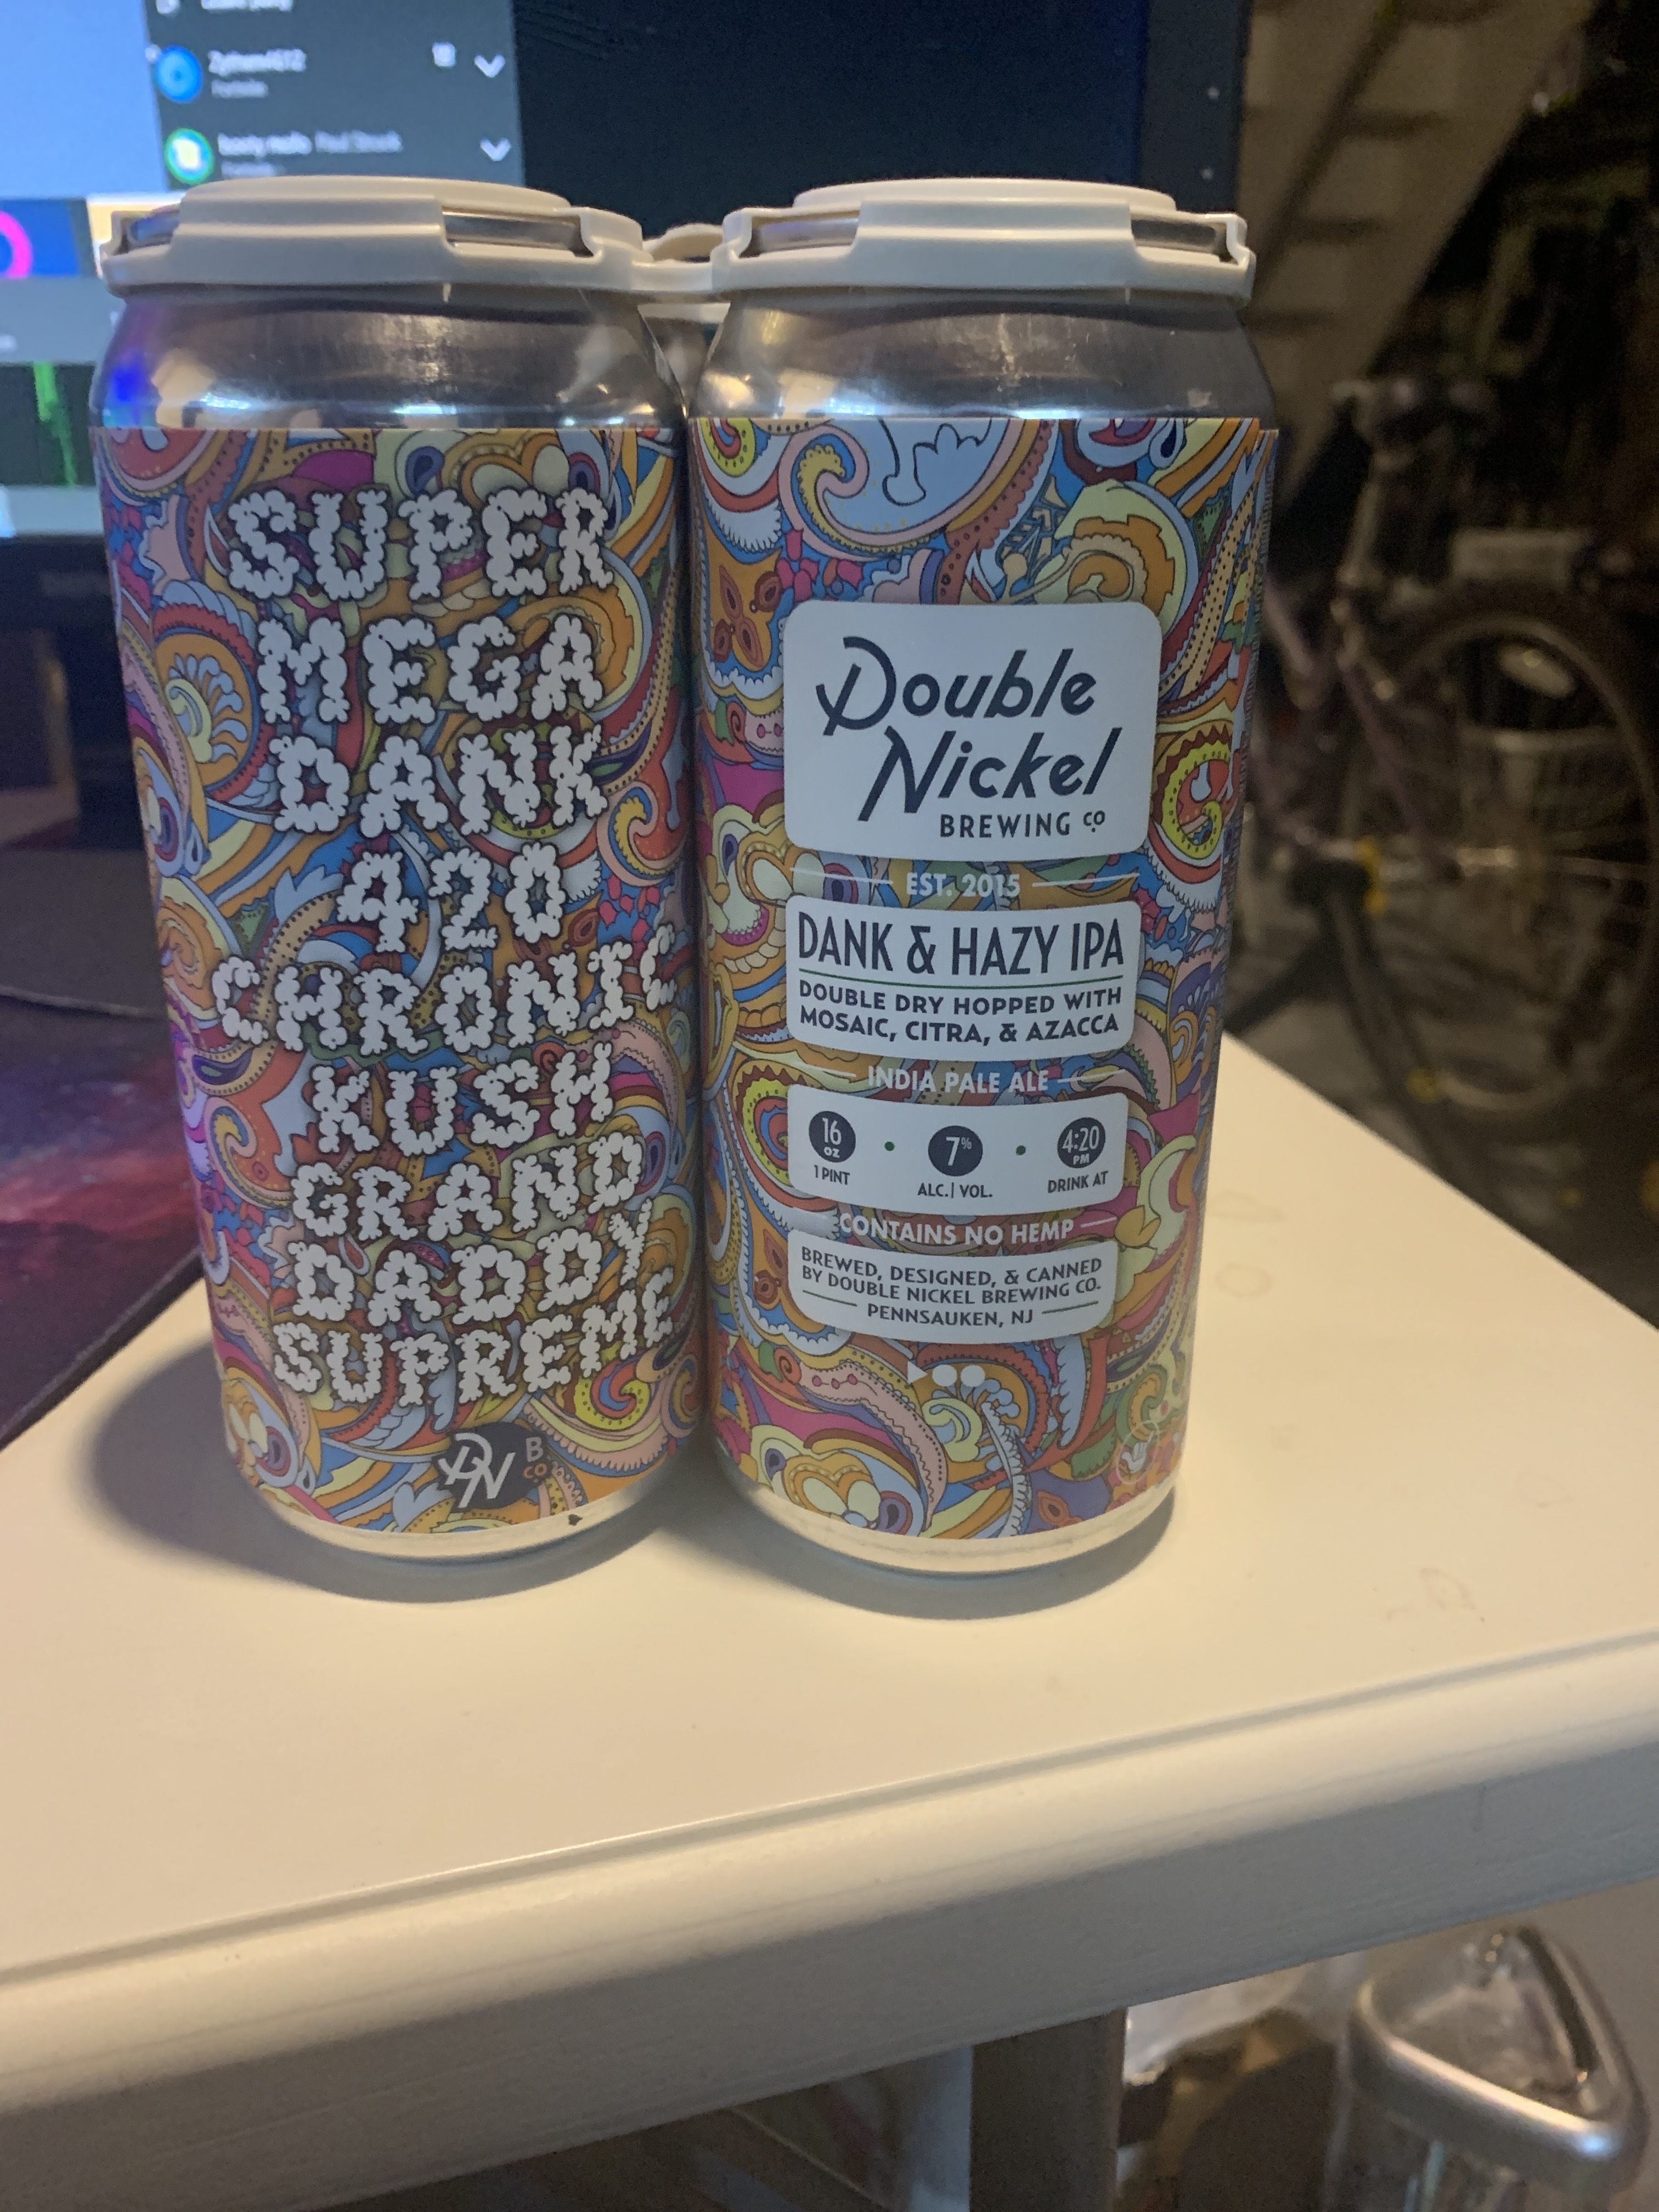 SUPER
MEGA
DANK
420
CHRONIC
KUSH
GRAND
DADDY
SUPREME
DN
B
CO
Double
Nickel
BREWING CO
EST. 2015
DANK & HAZY IPA
DOUBLE DRY HOPPED WITH
MOSAIC, CITRA, & AZACCA
INDIA PALE ALE
16
OZ
1 PINT
7%
ALC. | VOL.
4:20
PM
DRINK AT
CONTAINS NO HEMP
BREWED, DESIGNED, & CANNED
BY DOUBLE NICKEL BREWING CO.
PENNSAUKEN, NJ